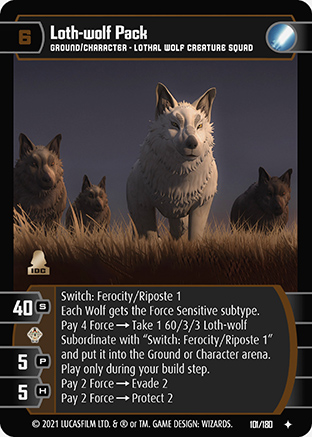 6
Loth-wolf Pack
GROUND/CHARACTER - LOTHAL WOLF CREATURE SQUAD
IDC
40 S
5 P
5 H
Switch: Ferocity/Riposte 1
Each Wolf gets the Force Sensitive subtype.
Pay 4 Force → Take 1 60/3/3 Loth-wolf
Subordinate with “Switch: Ferocity/Riposte 1”
and put it into the Ground or Character arena.
Play only during your build step.
Pay 2 Force → Evade 2
Pay 2 Force → Protect 2
© 2021 LUCASFILM LTD. & ® OR TM. GAME DESIGN: WIZARDS.
101/180